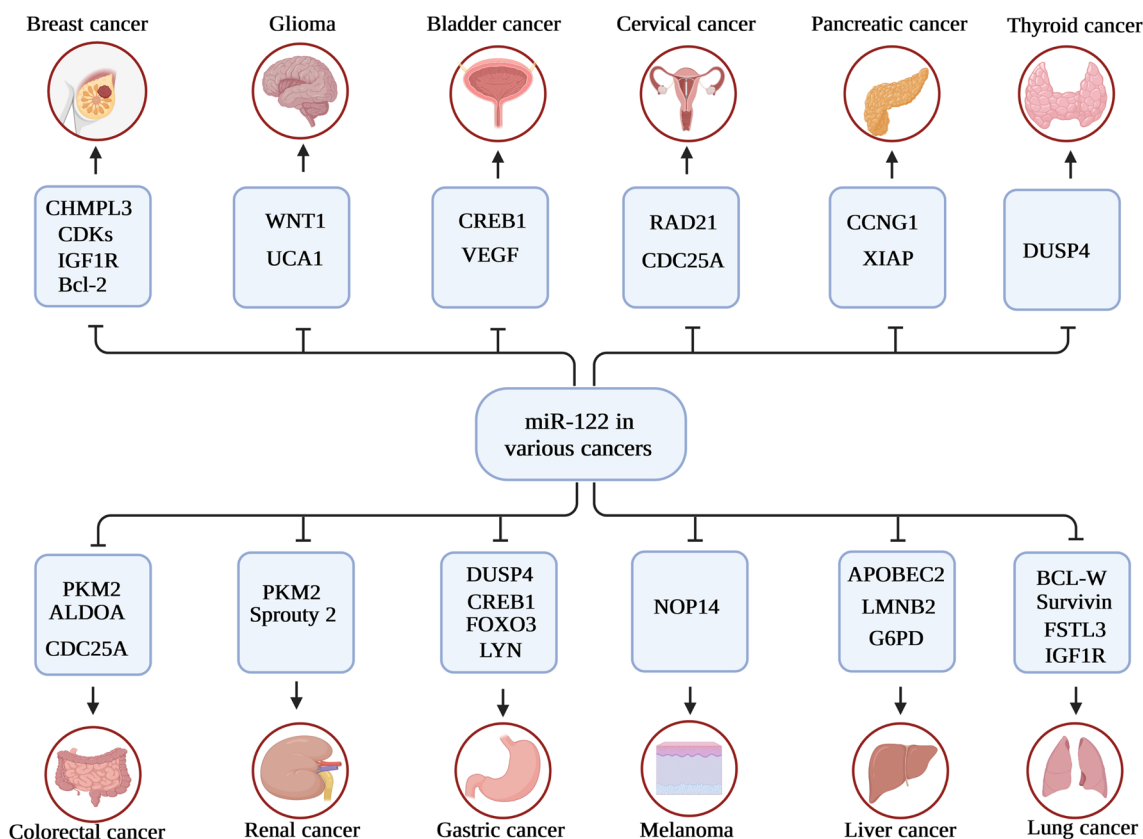 Breast cancer
Glioma
Bladder cancer
Cervical cancer
Pancreatic cancer
Thyroid cancer
CHMPL3
CDKs
IGF1R
Bcl-2
WNT1
UCA1
CREB1
VEGF
RAD21
CDC25A
CCNG1
XIAP
DUSP4
miR-122 in
various cancers
PKM2
ALDOA
CDC25A
PKM2
Sprouty 2
DUSP4
CREB1
FOXO3
LYN
NOP14
APOBEC2
LMNB2
G6PD
BCL-W
Survivin
FSTL3
IGF1R
Colorectal cancer
Renal cancer
Gastric cancer
Melanoma
Liver cancer
Lung cancer